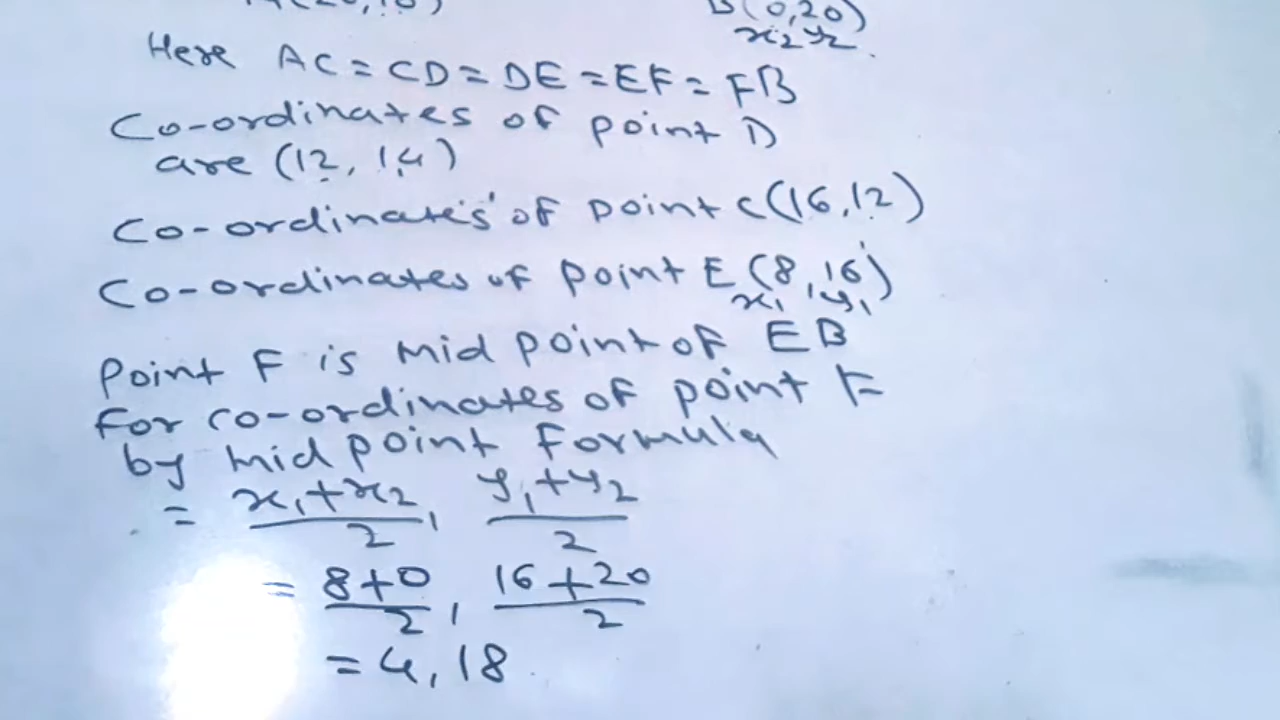 B(0,20)
x₂ y₂
Here AC = CD = DE = EF = FB
Co-ordinates of point D
are (12, 14)
Co-ordinates of point C(16,12)
Co-ordinates of point E (8,16)
x₁, y₁
Point F is Mid point of EB
For co-ordinates of point F
by mid point formula
= x₁+x₂/2, y₁+y₂/2
= 8+0/2, 16+20/2
= 4,18